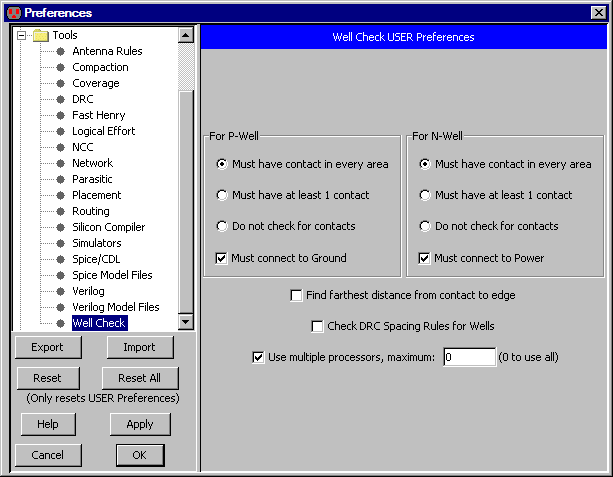 Preferences
Tools
Antenna Rules
Compaction
Coverage
DRC
Fast Henry
Logical Effort
NCC
Network
Parasitic
Placement
Routing
Silicon Compiler
Simulators
Spice/CDL
Spice Model Files
Verilog
Verilog Model Files
Well Check
Export
Import
Reset
Reset All
(Only resets USER Preferences)
Help
Apply
Cancel
OK
Well Check USER Preferences
For P-Well
Must have contact in every area
Must have at least 1 contact
Do not check for contacts
Must connect to Ground
For N-Well
Must have contact in every area
Must have at least 1 contact
Do not check for contacts
Must connect to Power
Find farthest distance from contact to edge
Check DRC Spacing Rules for Wells
Use multiple processors, maximum: 0 (0 to use all)